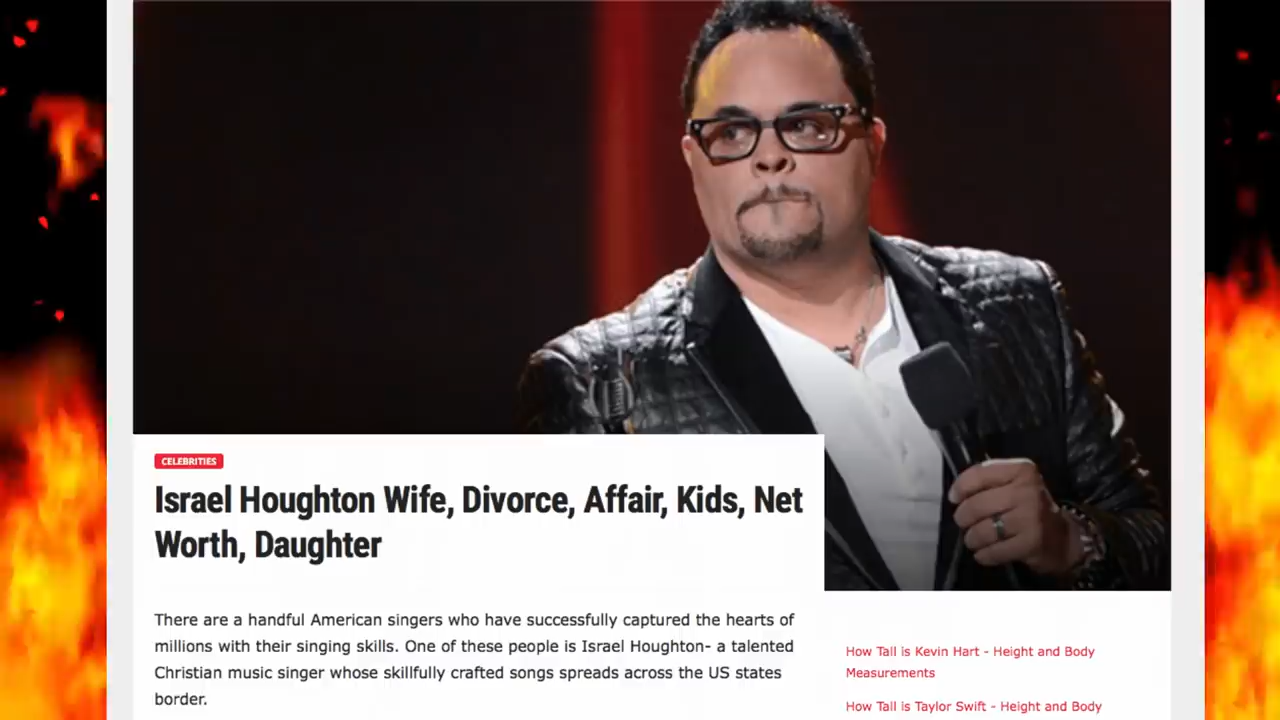 CELEBRITIES
Israel Houghton Wife, Divorce, Affair, Kids, Net
Worth, Daughter
There are a handful American singers who have successfully captured the hearts of
millions with their singing skills. One of these people is Israel Houghton- a talented
Christian music singer whose skillfully crafted songs spreads across the US states
border.
How Tall is Kevin Hart - Height and Body
Measurements
How Tall is Taylor Swift - Height and Body